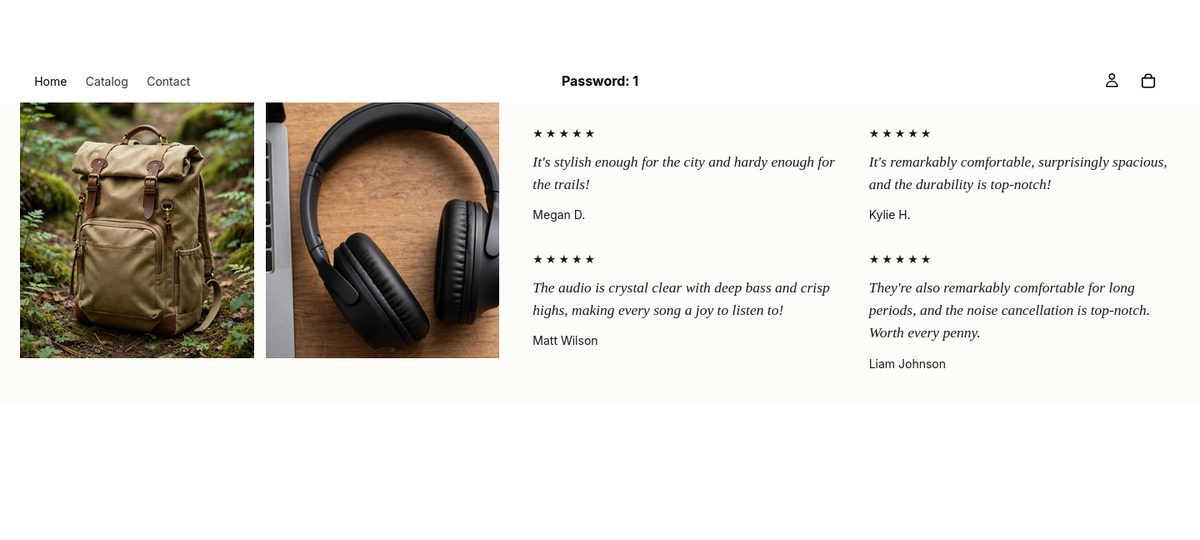 Home Catalog Contact Password: 1
★★★★★
It's stylish enough for the city and hardy enough for
the trails!
Megan D.
★★★★★
It's remarkably comfortable, surprisingly spacious,
and the durability is top-notch!
Kylie H.
★★★★★
The audio is crystal clear with deep bass and crisp
highs, making every song a joy to listen to!
Matt Wilson
★★★★★
They're also remarkably comfortable for long
periods, and the noise cancellation is top-notch.
Worth every penny.
Liam Johnson